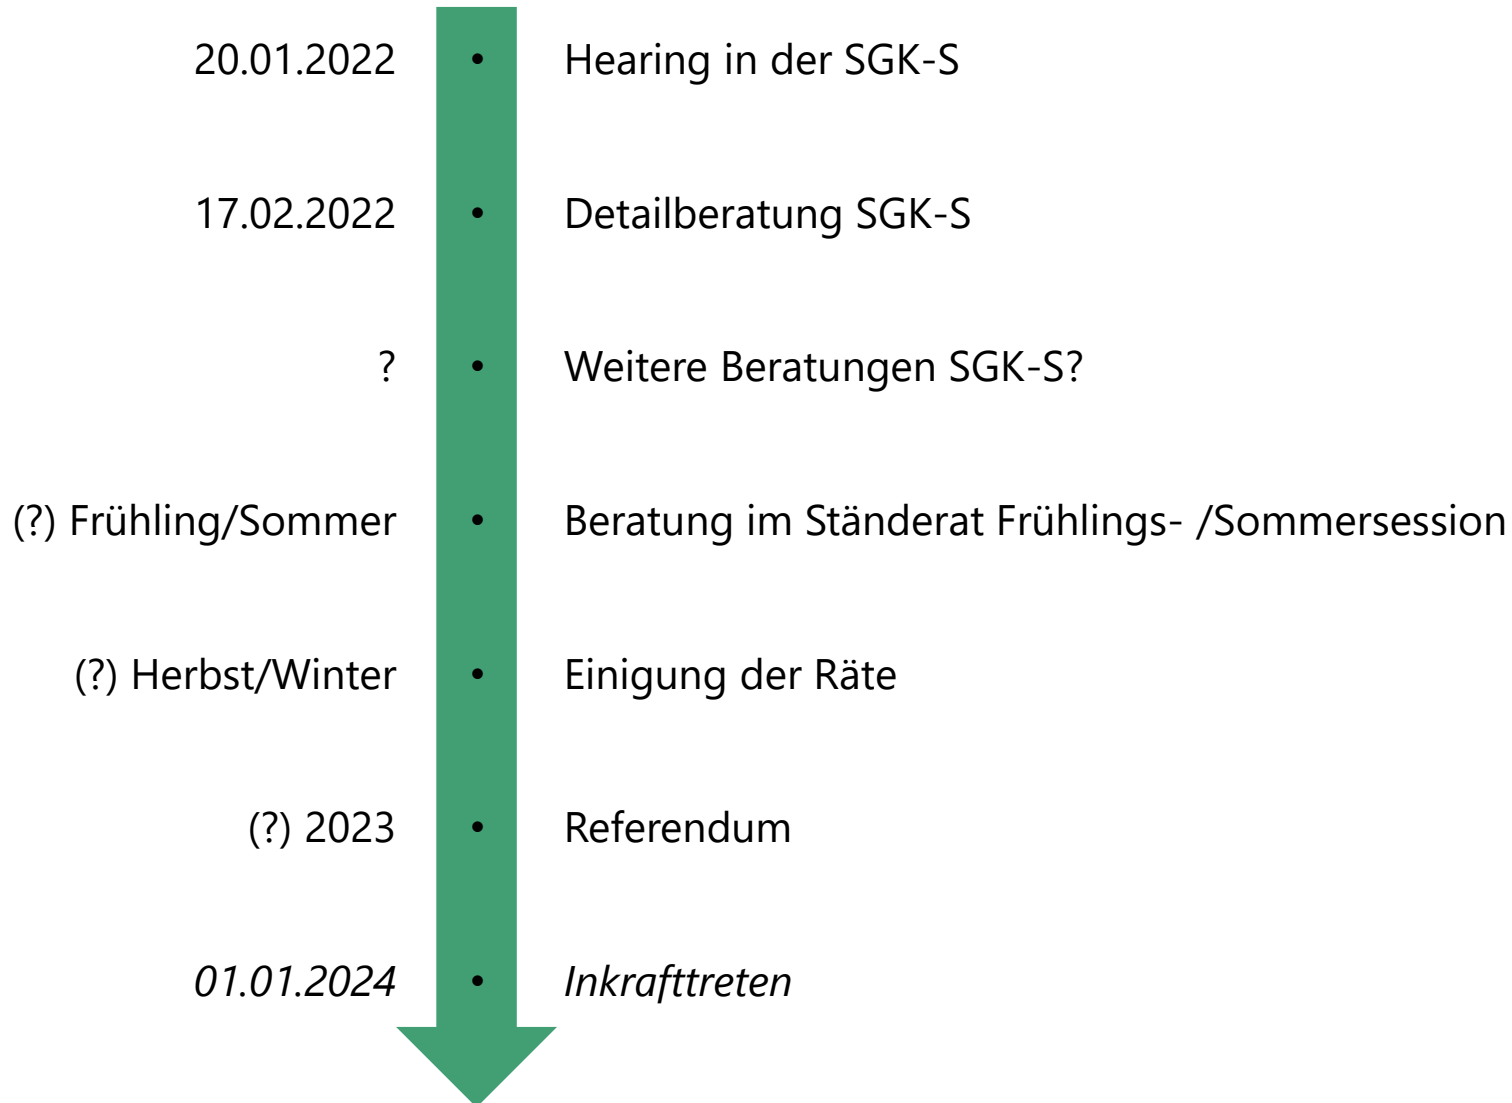 20.01.2022 • Hearing in der SGK-S
17.02.2022 • Detailberatung SGK-S
? • Weitere Beratungen SGK-S?
(?) Frühling/Sommer • Beratung im Ständerat Frühlings- /Sommersession
(?) Herbst/Winter • Einigung der Räte
(?) 2023 • Referendum
01.01.2024 • Inkrafttreten